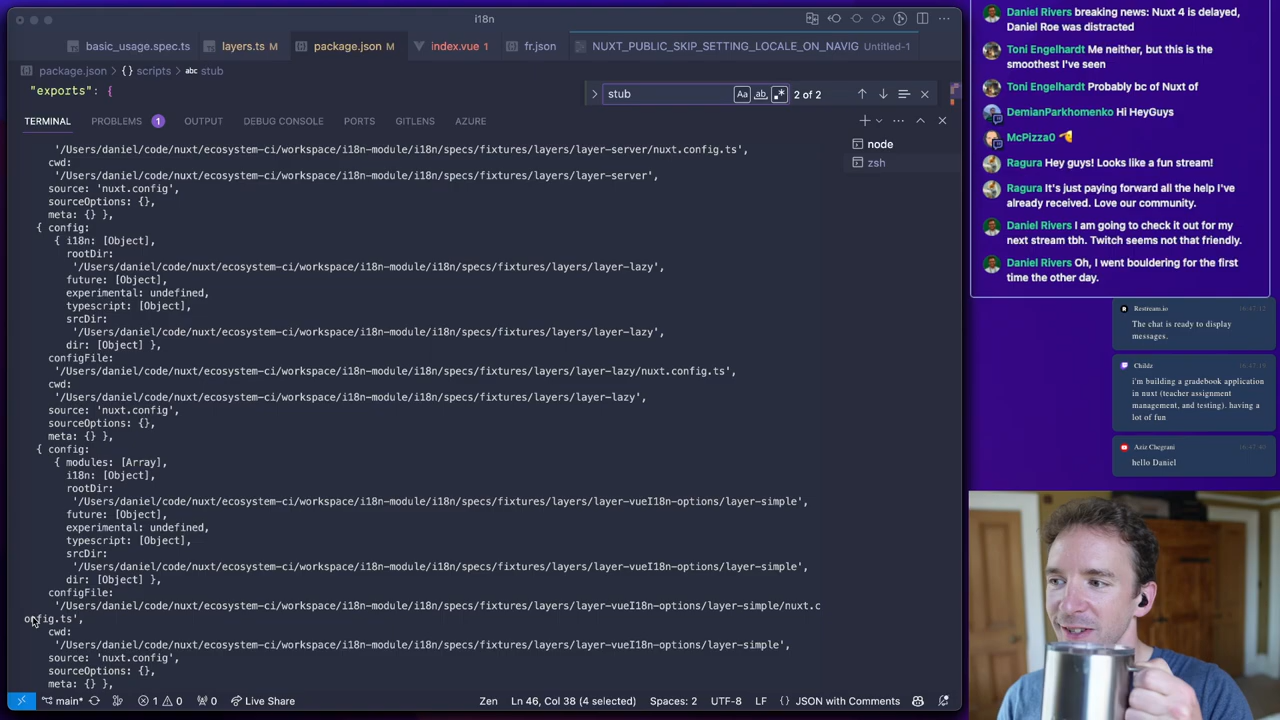 i18n
basic_usage.spec.ts
layers.ts M
package.json M
index.vue 1
fr.json
NUXT_PUBLIC_SKIP_SETTING_LOCALE_ON_NAVIG Untitled-1
package.json > {} scripts > abc stub
"exports": {
stub
Aa ab .* 2 of 2
TERMINAL PROBLEMS 1 OUTPUT DEBUG CONSOLE PORTS GITLENS AZURE
node
zsh
'/Users/daniel/code/nuxt/ecosystem-ci/workspace/i18n-module/i18n/specs/fixtures/layers/layer-server/nuxt.config.ts',
cwd:
'/Users/daniel/code/nuxt/ecosystem-ci/workspace/i18n-module/i18n/specs/fixtures/layers/layer-server',
source: 'nuxt.config',
sourceOptions: {},
meta: {} },
{ config:
{ i18n: [Object],
rootDir:
'/Users/daniel/code/nuxt/ecosystem-ci/workspace/i18n-module/i18n/specs/fixtures/layers/layer-lazy',
future: [Object],
experimental: undefined,
typescript: [Object],
srcDir:
'/Users/daniel/code/nuxt/ecosystem-ci/workspace/i18n-module/i18n/specs/fixtures/layers/layer-lazy',
dir: [Object] },
configFile:
'/Users/daniel/code/nuxt/ecosystem-ci/workspace/i18n-module/i18n/specs/fixtures/layers/layer-lazy/nuxt.config.ts',
cwd:
'/Users/daniel/code/nuxt/ecosystem-ci/workspace/i18n-module/i18n/specs/fixtures/layers/layer-lazy',
source: 'nuxt.config',
sourceOptions: {},
meta: {} },
{ config:
{ modules: [Array],
i18n: [Object],
rootDir:
'/Users/daniel/code/nuxt/ecosystem-ci/workspace/i18n-module/i18n/specs/fixtures/layers/layer-vueI18n-options/layer-simple',
future: [Object],
experimental: undefined,
typescript: [Object],
srcDir:
'/Users/daniel/code/nuxt/ecosystem-ci/workspace/i18n-module/i18n/specs/fixtures/layers/layer-vueI18n-options/layer-simple',
dir: [Object] },
configFile:
'/Users/daniel/code/nuxt/ecosystem-ci/workspace/i18n-module/i18n/specs/fixtures/layers/layer-vueI18n-options/layer-simple/nuxt.c
onfig.ts',
cwd:
'/Users/daniel/code/nuxt/ecosystem-ci/workspace/i18n-module/i18n/specs/fixtures/layers/layer-vueI18n-options/layer-simple',
source: 'nuxt.config',
sourceOptions: {},
meta: {} },
main* 1 0 0 Live Share Zen Ln 46, Col 38 (4 selected) Spaces: 2 UTF-8 LF {} JSON with Comments
Daniel Rivers breaking news: Nuxt 4 is delayed,
Daniel Roe was distracted
Toni Engelhardt Me neither, but this is the
smoothest I've seen
Toni Engelhardt Probably bc of Nuxt of
DemianParkhomenko Hi HeyGuys
McPizza0
Ragura Hey guys! Looks like a fun stream!
Ragura It's just paying forward all the help I've
already received. Love our community.
Daniel Rivers I am going to check it out for my
next stream tbh. Twitch seems not that friendly.
Daniel Rivers Oh, I went bouldering for the first
time the other day.
Restream.io 16:47:12
The chat is ready to display
messages.
i'm building a gradebook application
in nuxt (teacher assignment
management, and testing). having a
lot of fun
Aziz Chegrani
hello Daniel